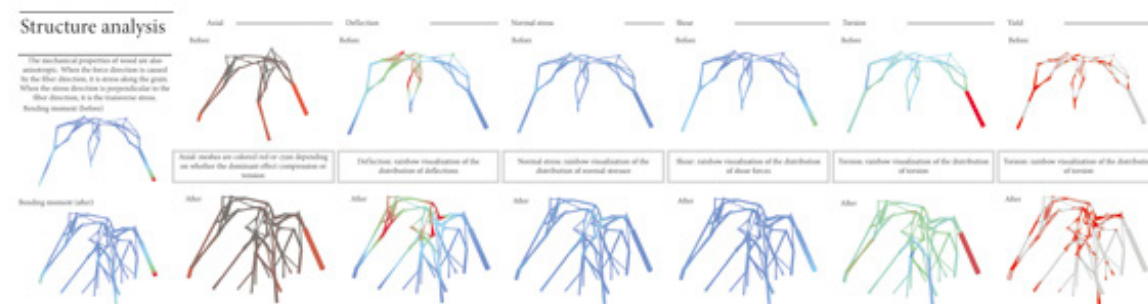 Structure analysis
The mechanical properties of wood are also
anisotropic. When the force direction is caused
by the fiber direction, it is stress along the grain.
When the stress direction is perpendicular to the
fiber direction, it is the transverse stress.
Bending moment (before)
Bending moment (after)
Axial
Before
Axial: meshes are colored red or cyan depending
on whether the dominant effect compression or
tension
After
Deflection
Before
Deflection: rainbow visualization of the
distribution of deflections
After
Normal stress
Before
Normal stress: rainbow visualization of the
distribution of normal stresses
After
Shear
Before
Shear: rainbow visualization of the distribution
of shear forces
After
Torsion
Before
Torsion: rainbow visualization of the distribution
of torsion
After
Yield
Before
Torsion: rainbow visualization of the distribution
of torsion
After